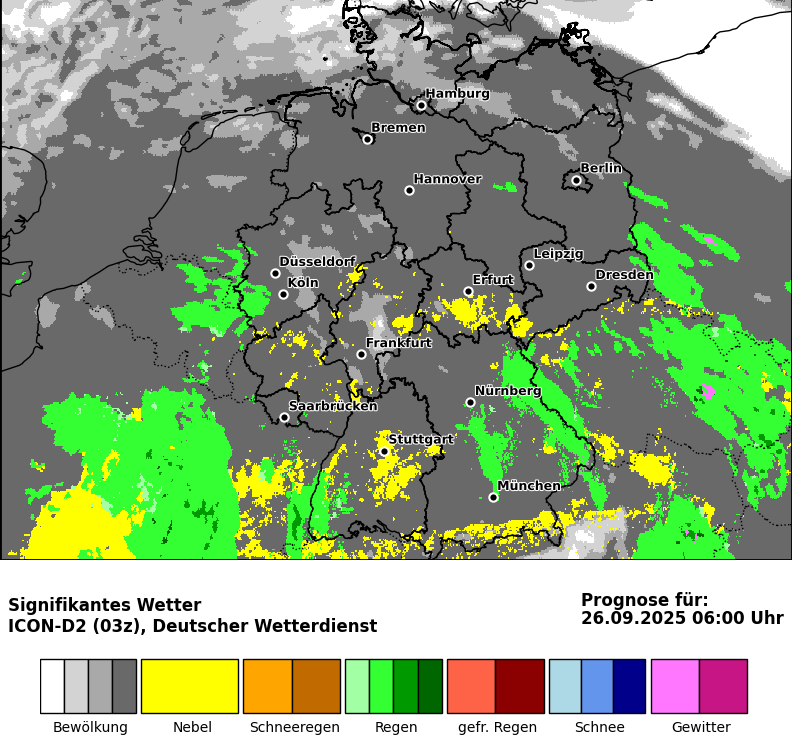 Hamburg
Bremen
Berlin
Hannover
Düsseldorf
Köln
Leipzig
Dresden
Erfurt
Frankfurt
Nürnberg
Saarbrücken
Stuttgart
München
Signifikantes Wetter
ICON-D2 (03z), Deutscher Wetterdienst
Prognose für:
26.09.2025 06:00 Uhr
Bewölkung
Nebel
Schneeregen
Regen
gefr. Regen
Schnee
Gewitter